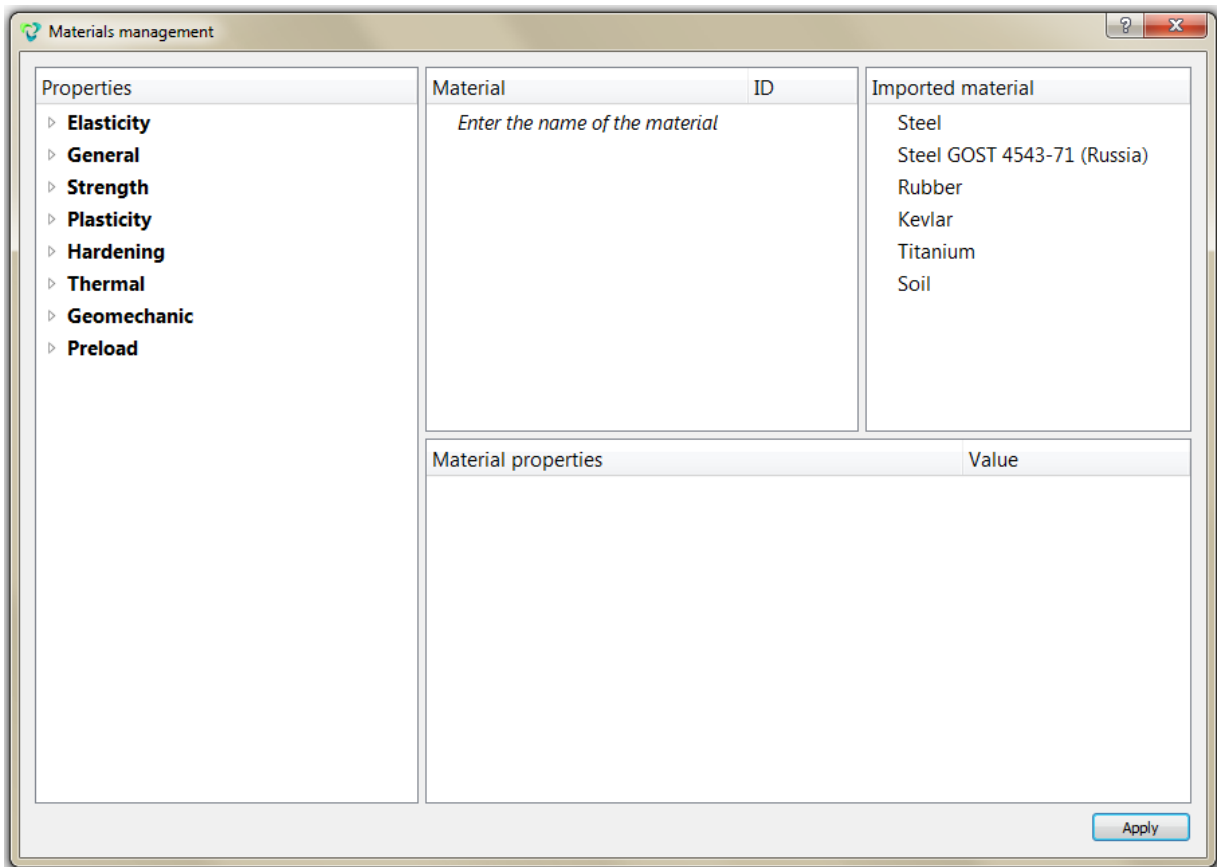 Materials management
Properties
Elasticity
General
Strength
Plasticity
Hardening
Thermal
Geomechanic
Preload
Material ID
Enter the name of the material
Imported material
Steel
Steel GOST 4543-71 (Russia)
Rubber
Kevlar
Titanium
Soil
Material properties Value
Apply